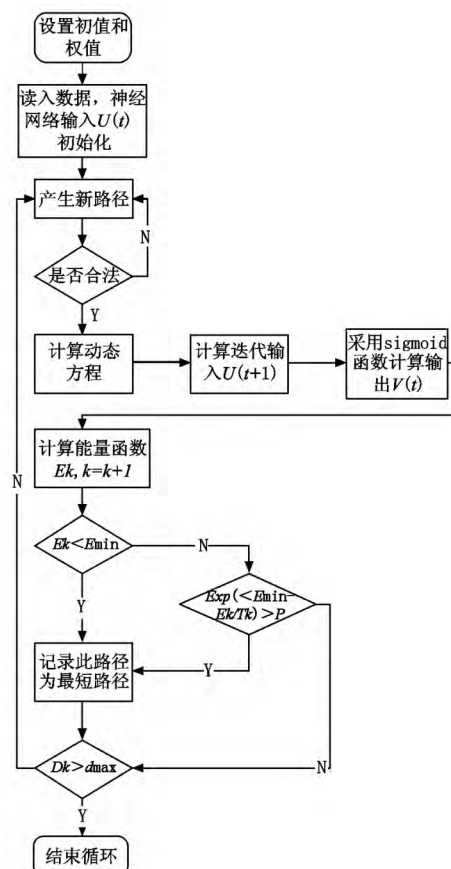 设置初值和
权值
读入数据，神经
网络输入U(t)
初始化
产生新路径
N
是否合法
Y
计算动态
方程
计算迭代输
入U(t+1)
采用sigmoid
函数计算输
出V(t)
计算能量函数
Ek, k=k+1
N
Ek<Emin
N
Exp(<Emin-
Ek/Tk)>P
Y
Y
记录此路径
为最短路径
N
Dk>dmax
Y
结束循环